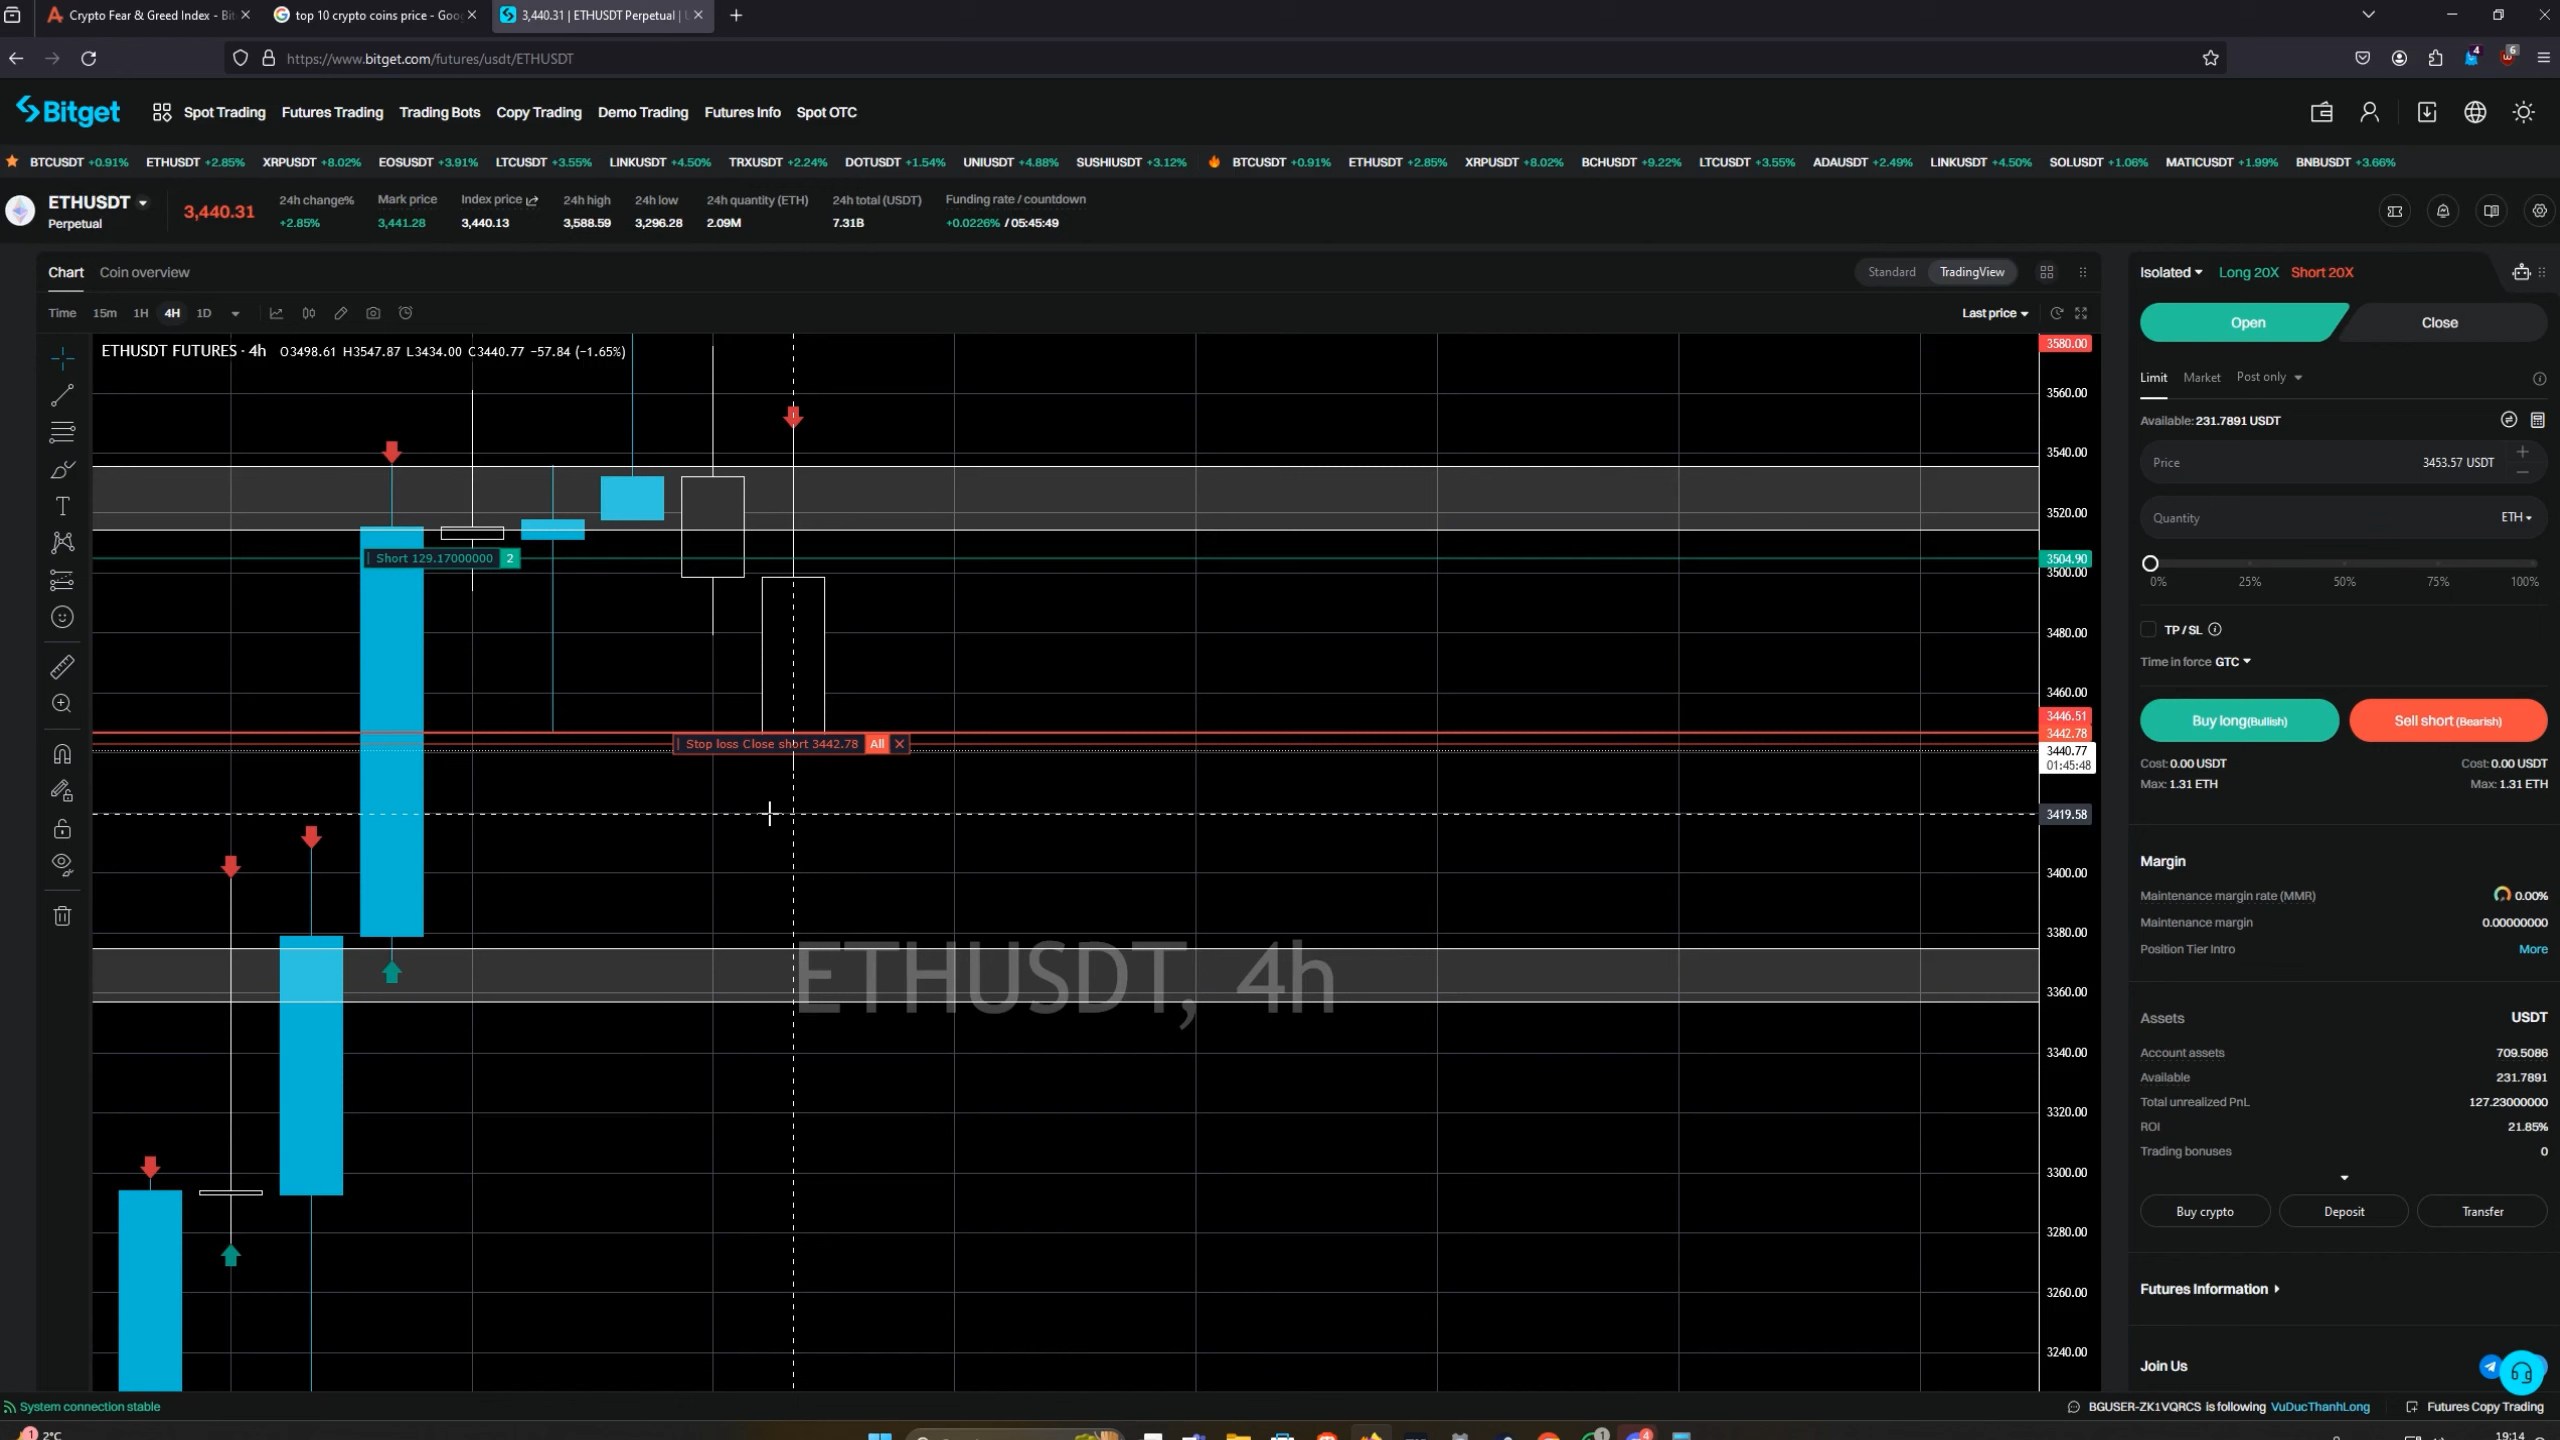 Crypto Fear & Greed Index - Bit
top 10 crypto coins price - Goo
3,440.31 | ETHUSDT Perpetual |
https://www.bitget.com/futures/usdt/ETHUSDT
4
6
Bitget
Spot Trading
Futures Trading
Trading Bots
Copy Trading
Demo Trading
Futures Info
Spot OTC
BTCUSDT +0.91% ETHUSDT +2.85% XRPUSDT +8.02% EOSUSDT +3.91% LTCUSDT +3.55% LINKUSDT +4.50% TRXUSDT +2.24% DOTUSDT +1.54% UNIUSDT +4.88% SUSHIUSDT +3.12% BTCUSDT +0.91% ETHUSDT +2.85% XRPUSDT +8.02% BCHUSDT +9.22% LTCUSDT +3.55% ADAUSDT +2.49% LINKUSDT +4.50% SOLUSDT +1.06% MATICUSDT +1.99% BNBUSDT +3.66%
ETHUSDT
Perpetual
3,440.31
24h change%
+2.85%
Mark price
3,441.28
Index price
3,440.13
24h high
3,588.59
24h low
3,296.28
24h quantity (ETH)
2.09M
24h total (USDT)
7.31B
Funding rate / countdown
+0.0226% / 05:45:49
Chart
Coin overview
Standard
TradingView
Time 15m 1H 4H 1D
Last price
ETHUSDT FUTURES · 4h O3498.61 H3547.87 L3434.00 C3440.77 −57.84 (−1.65%)
Short 129.17000000 2
Stop loss Close short 3442.78 All
ETHUSDT, 4h
3580.00
3560.00
3540.00
3520.00
3504.90
3500.00
3480.00
3460.00
3446.51
3442.78
3440.77
01:45:48
3419.58
3400.00
3380.00
3360.00
3340.00
3320.00
3300.00
3280.00
3260.00
3240.00
Isolated Long 20X Short 20X
Open
Close
Limit Market Post only
Available: 231.7891 USDT
Price 3453.57 USDT
Quantity ETH
0% 25% 50% 75% 100%
TP / SL
Time in force GTC
Buy long(Bullish)
Sell short (Bearish)
Cost: 0.00 USDT
Cost: 0.00 USDT
Max: 1.31 ETH
Max: 1.31 ETH
Margin
Maintenance margin rate (MMR) 0.00%
Maintenance margin 0.00000000
Position Tier Intro More
Assets USDT
Account assets 709.5086
Available 231.7891
Total unrealized PnL 127.23000000
ROI 21.85%
Trading bonuses 0
Buy crypto
Deposit
Transfer
Futures Information
Join Us
System connection stable
BGUSER-ZK1VQRCS is following VuDucThanhLong
Futures Copy Trading
1
2°C
1
4
19:14